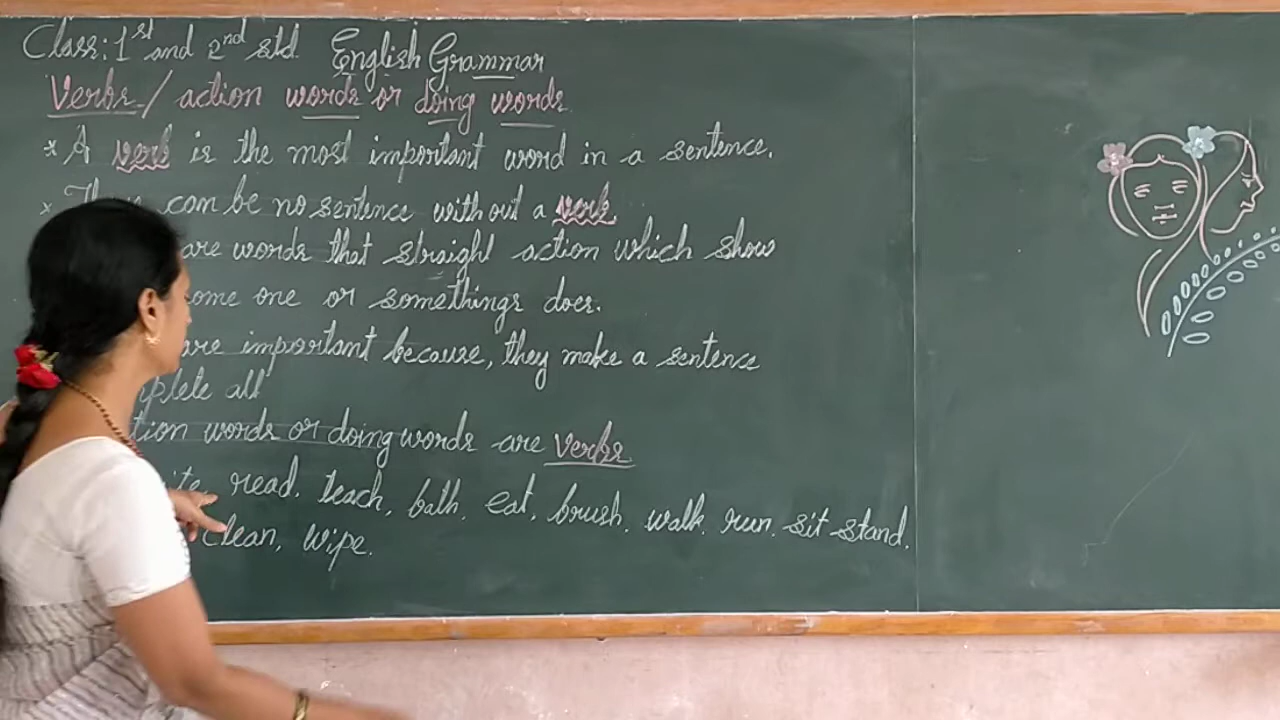 Class: 1st and 2nd std. English Grammar
Verbs / action words or doing words
* A verb is the most important word in a sentence.
* can be no sentence without a verb.
are words that straight action which show
one or somethings does.
are important because, they make a sentence
all
words or doing words are verbs
read. teach, bath. eat, brush. walk. run. sit stand.
Clean, wipe.